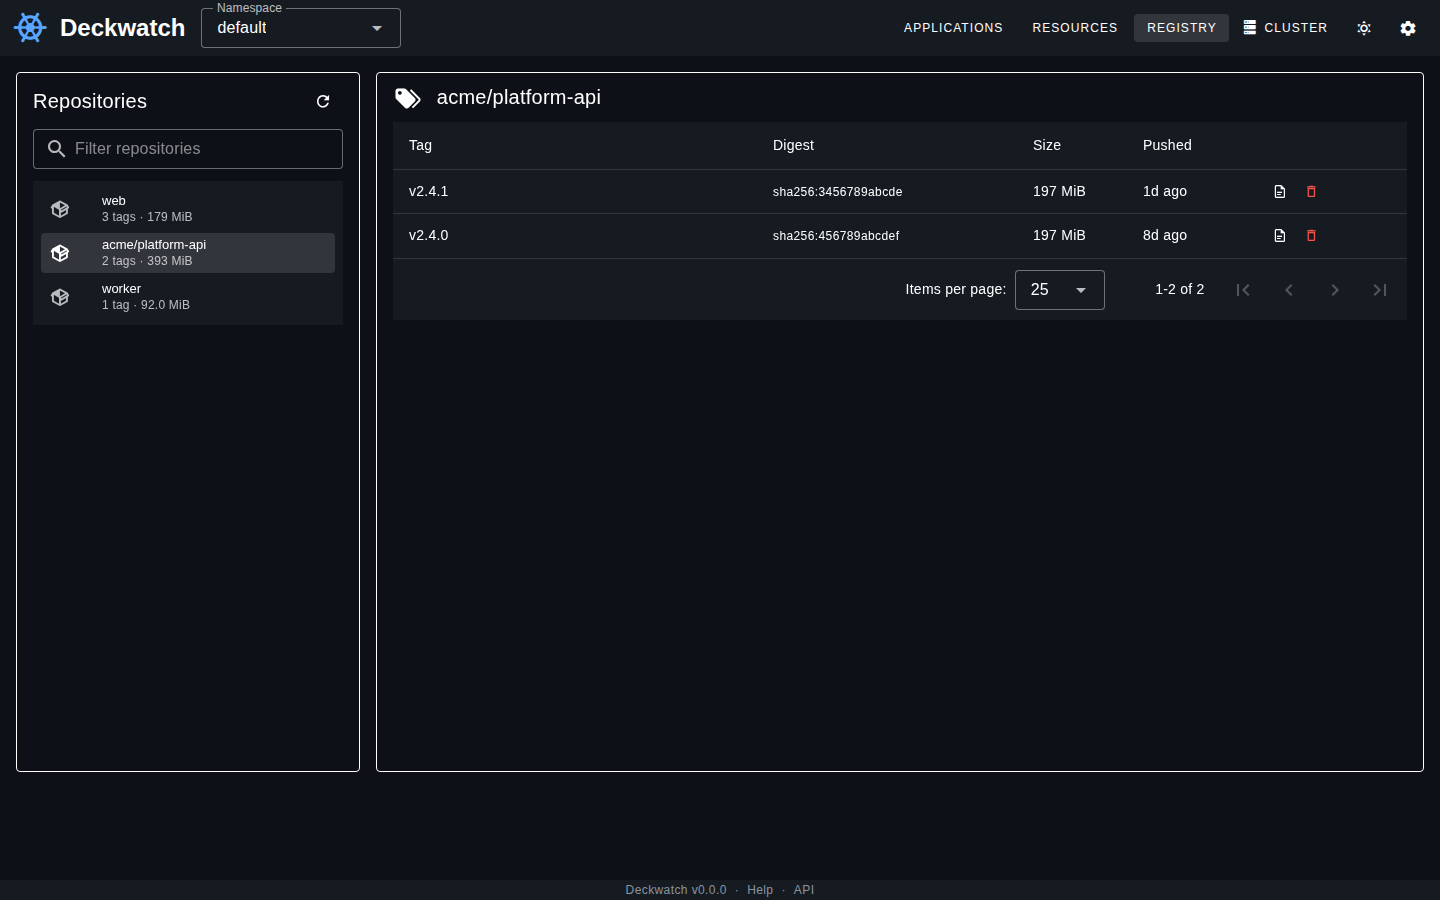 Deckwatch
Namespace
default
APPLICATIONS
RESOURCES
REGISTRY
CLUSTER
Repositories
Filter repositories
web
3 tags · 179 MiB
acme/platform-api
2 tags · 393 MiB
worker
1 tag · 92.0 MiB
acme/platform-api
Tag Digest Size Pushed
v2.4.1 sha256:3456789abcde 197 MiB 1d ago
v2.4.0 sha256:456789abcdef 197 MiB 8d ago
Items per page: 25 1-2 of 2
Deckwatch v0.0.0 · Help · API